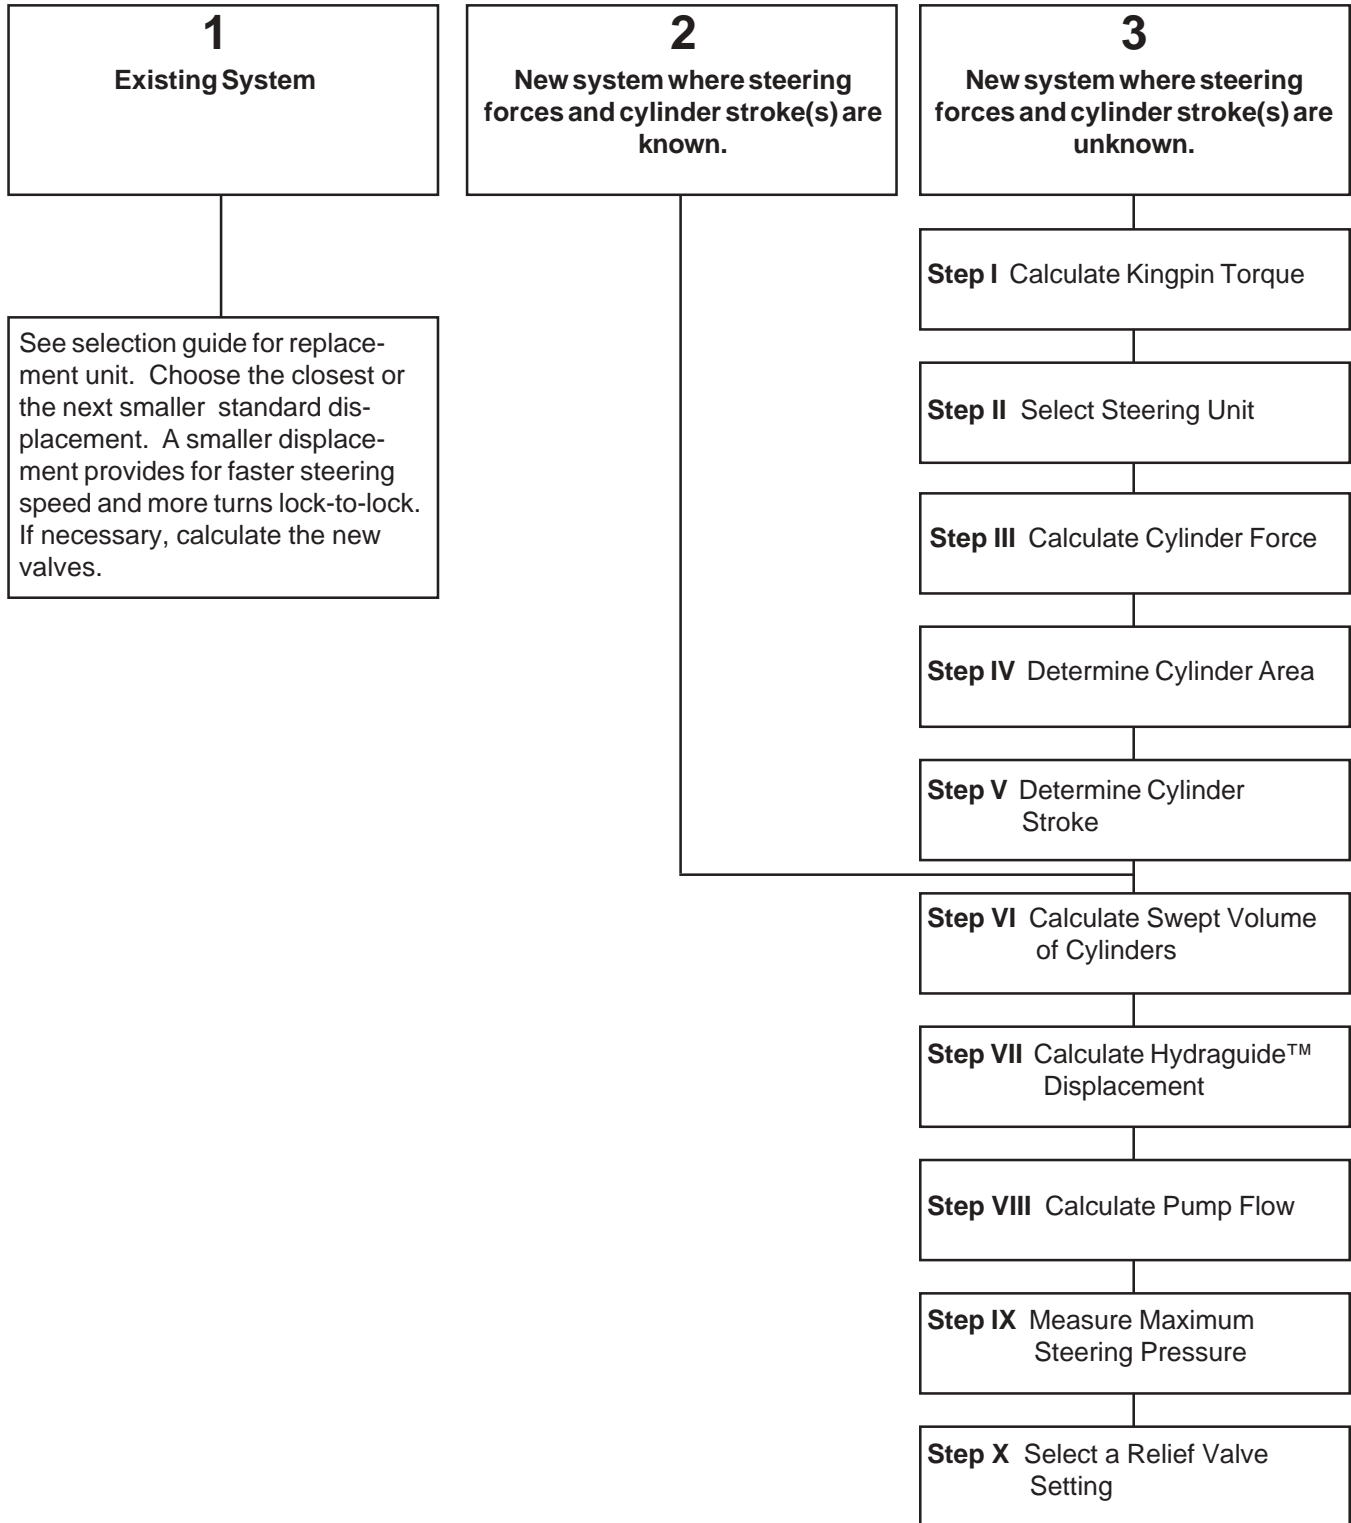 1
Existing System
2
New system where steering
forces and cylinder stroke(s) are
known.
3
New system where steering
forces and cylinder stroke(s) are
unknown.
See selection guide for replace-
ment unit. Choose the closest or
the next smaller standard dis-
placement. A smaller displace-
ment provides for faster steering
speed and more turns lock-to-lock.
If necessary, calculate the new
valves.
Step I Calculate Kingpin Torque
Step II Select Steering Unit
Step III Calculate Cylinder Force
Step IV Determine Cylinder Area
Step V Determine Cylinder
Stroke
Step VI Calculate Swept Volume
of Cylinders
Step VII Calculate Hydraguide™
Displacement
Step VIII Calculate Pump Flow
Step IX Measure Maximum
Steering Pressure
Step X Select a Relief Valve
Setting